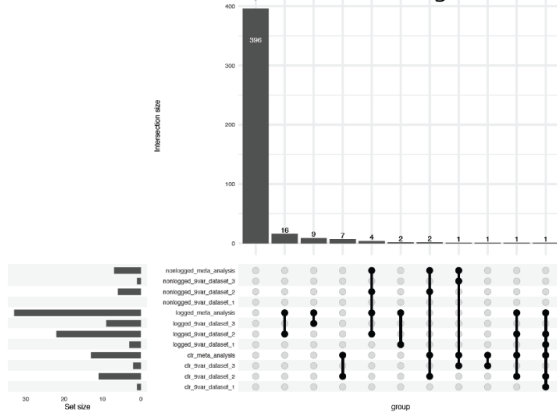 400
396
300
Intersection size
200
100
16 9 7 4 2 2 1 1 1 1
0
nonlogged_meta_analysis
nonlogged_tivar_dataset_3
nonlogged_tivar_dataset_2
nonlogged_tivar_dataset_1
logged_meta_analysis
logged_tivar_dataset_3
logged_tivar_dataset_2
logged_tivar_dataset_1
clr_meta_analysis
clr_tivar_dataset_3
clr_tivar_dataset_2
clr_tivar_dataset_1
30 20 10 0
Set size
group